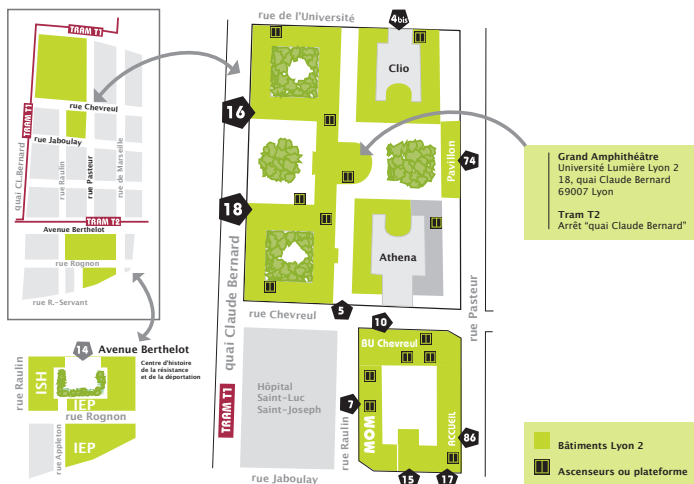 TRAM T1
TRAM T1
quai CL.Bernard
rue Chevreul
rue Jaboulay
rue Raulin
rue Pasteur
rue de Marseille
TRAM T2
Avenue Berthelot
rue Rognon
rue R.-Servant
14 Avenue Berthelot
Centre d'histoire
de la résistance
et de la déportation
rue Raulin
ISH
IEP
rue Rognon
rue Appleton
IEP
rue de l'Université
4bis
Clio
16
Pavillon
74
18
Athena
quai Claude Bernard
rue Pasteur
rue Chevreul
5
10
BU Chevreul
TRAM T1
Hôpital
Saint-Luc
Saint-Joseph
rue Raulin
7
MOM
ACCUEIL
86
15
17
rue Jaboulay
Grand Amphithéâtre
Université Lumière Lyon 2
18, quai Claude Bernard
69007 Lyon
Tram T2
Arrêt "quai Claude Bernard"
Bâtiments Lyon 2
Ascenseurs ou plateforme